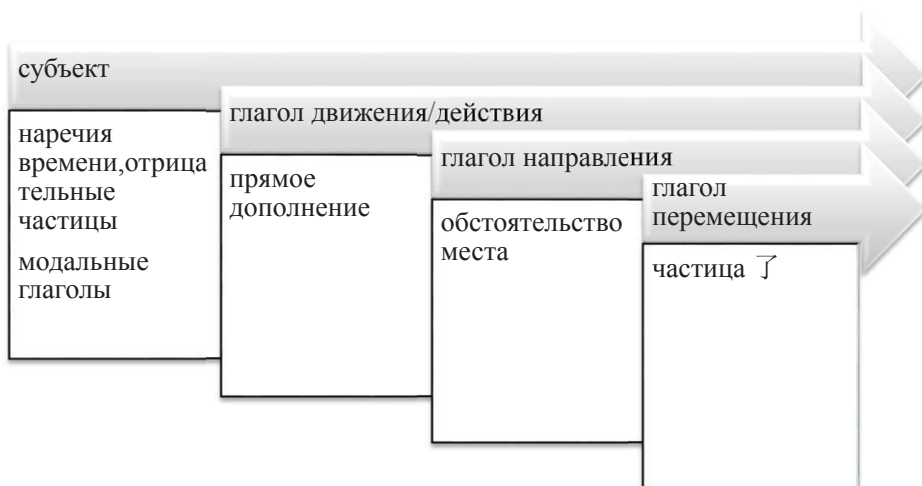 субъект
наречия
времени,отрица
тельные
частицы
модальные
глаголы
глагол движения/действия
прямое
дополнение
глагол направления
обстоятельство
места
глагол
перемещения
частица 了